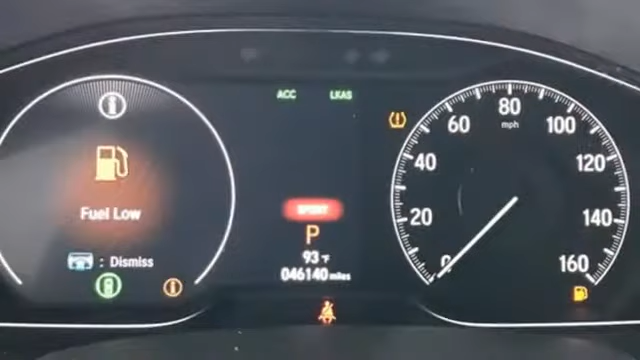 ACC LKAS
80
60 mph 100
40 120
Fuel Low
SPORT
20 140
P
: Dismiss
93 °F
0 160
046140 miles